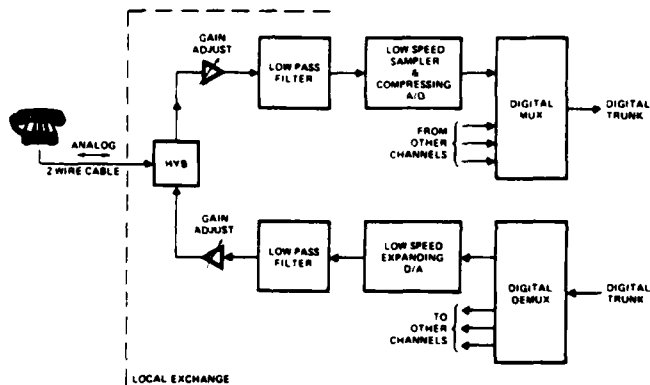 GAIN
ADJUST
LOW PASS
FILTER
LOW SPEED
SAMPLER
&
COMPRESSING
A/D
DIGITAL
MUX
DIGITAL
TRUNK
FROM
OTHER
CHANNELS
ANALOG
2 WIRE CABLE
HYB
GAIN
ADJUST
LOW PASS
FILTER
LOW SPEED
EXPANDING
D/A
DIGITAL
DEMUX
DIGITAL
TRUNK
TO
OTHER
CHANNELS
LOCAL EXCHANGE